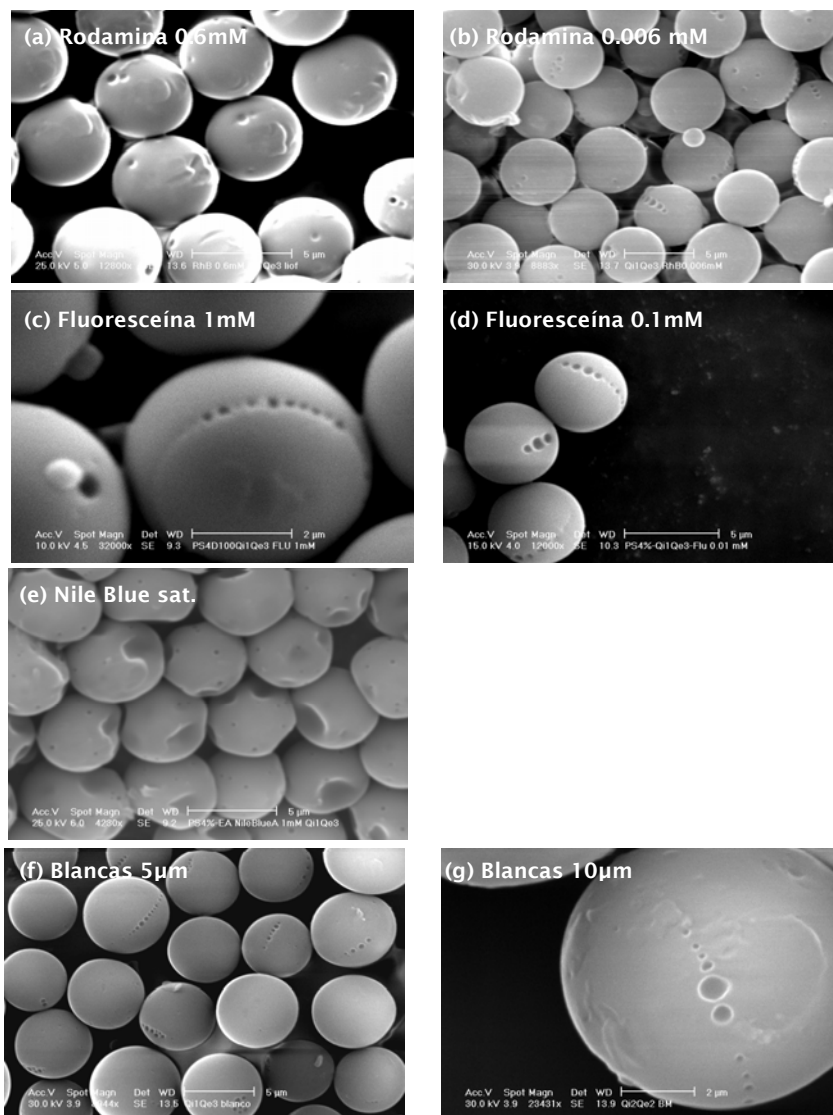 (a) Rodamina 0.6mM
Acc.V Spot Magn Det WD 5 µm
25.0 kV 5.0 12800x 13.6 RhB 0.6mM Qe3 liof
(b) Rodamina 0.006 mM
Acc.V Spot Magn Det WD 5 µm
30.0 kV 3.9 8883x SE 13.7 Qi1Qe3 RhB0.006mM
(c) Fluoresceína 1mM
Acc.V Spot Magn Det WD 2 µm
10.0 kV 4.5 32000x SE 9.3 PS4D100Qi1Qe3 FLU 1mM
(d) Fluoresceína 0.1mM
Acc.V Spot Magn Det WD 5 µm
15.0 kV 4.0 12000x SE 10.3 PS4%-Qi1Qe3-Flu 0.01 mM
(e) Nile Blue sat.
Acc.V Spot Magn Det WD 5 µm
25.0 kV 6.0 4280x SE 9.2 PS4%-EA NileBlueA 1mM Qi1Qe3
(f) Blancas 5µm
Acc.V Spot Magn Det WD 5 µm
30.0 kV 3.9 SE 13.5 Qi1Qe3 blanco
(g) Blancas 10µm
Acc.V Spot Magn Det WD 2 µm
30.0 kV 3.9 23431x SE 13.9 Qi2Qe2 BM